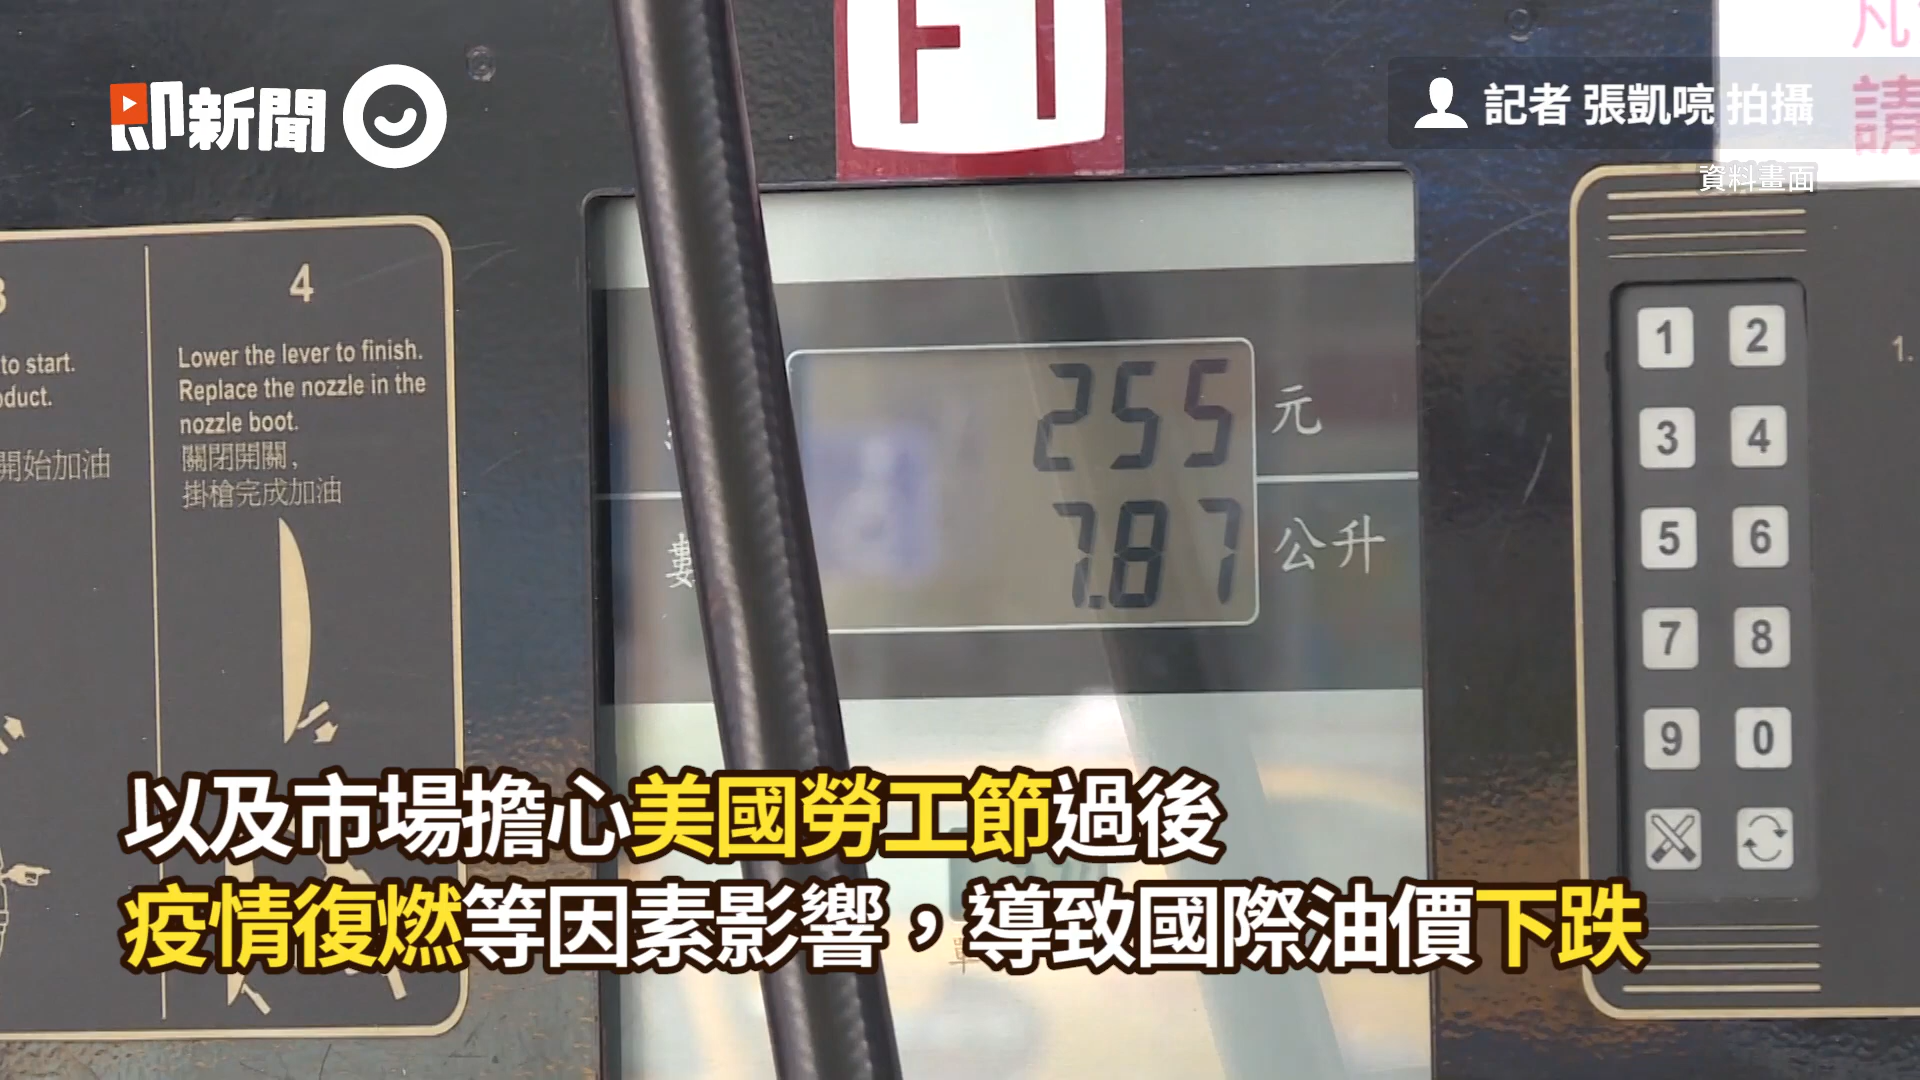 即新聞
記者 張凱喨 拍攝
資料畫面
請
3
to start.
開始加油
4
Lower the lever to finish.
Replace the nozzle in the
nozzle boot.
關閉開關,
掛槍完成加油
255 元
數 7.87 公升
1 2
3 4
5 6
7 8
9 0
1.
以及市場擔心美國勞工節過後
疫情復燃等因素影響，導致國際油價下跌